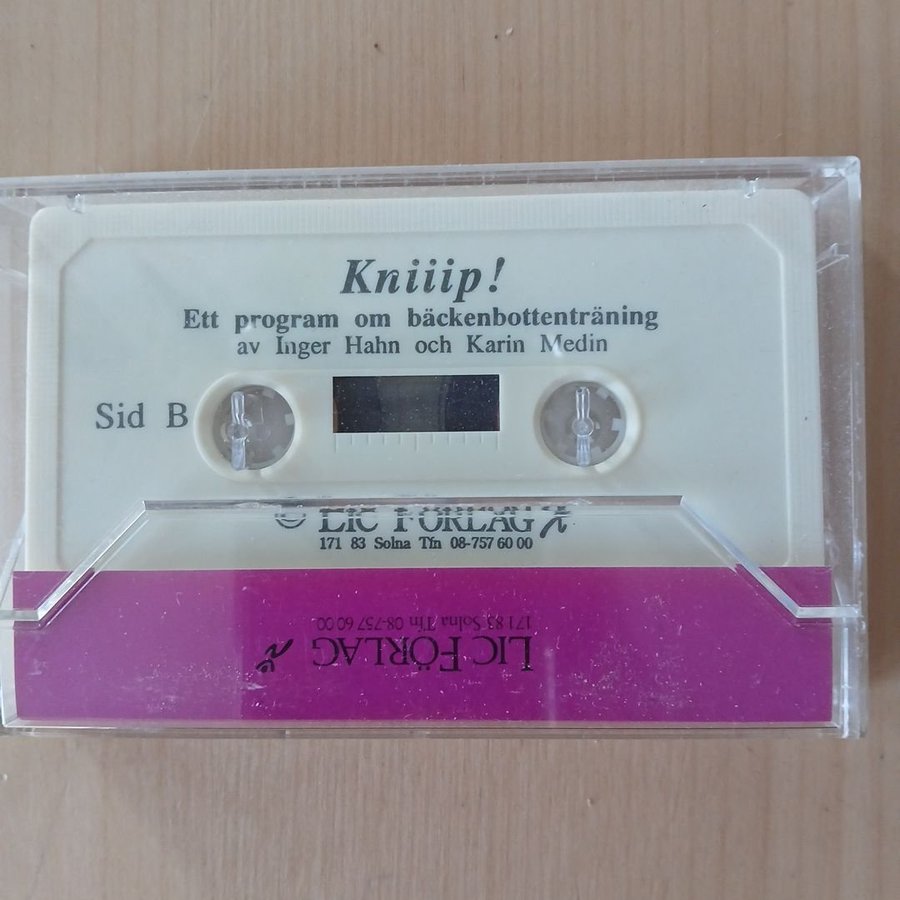 Kniiip!
Ett program om bäckenbottenträning
av Inger Hahn och Karin Medin
Sid B
LIC FÖRLAG
171 83 Solna Tfn 08-757 60 00
LIC FÖRLAG
171 83 Solna Tfn 08-757 60 00